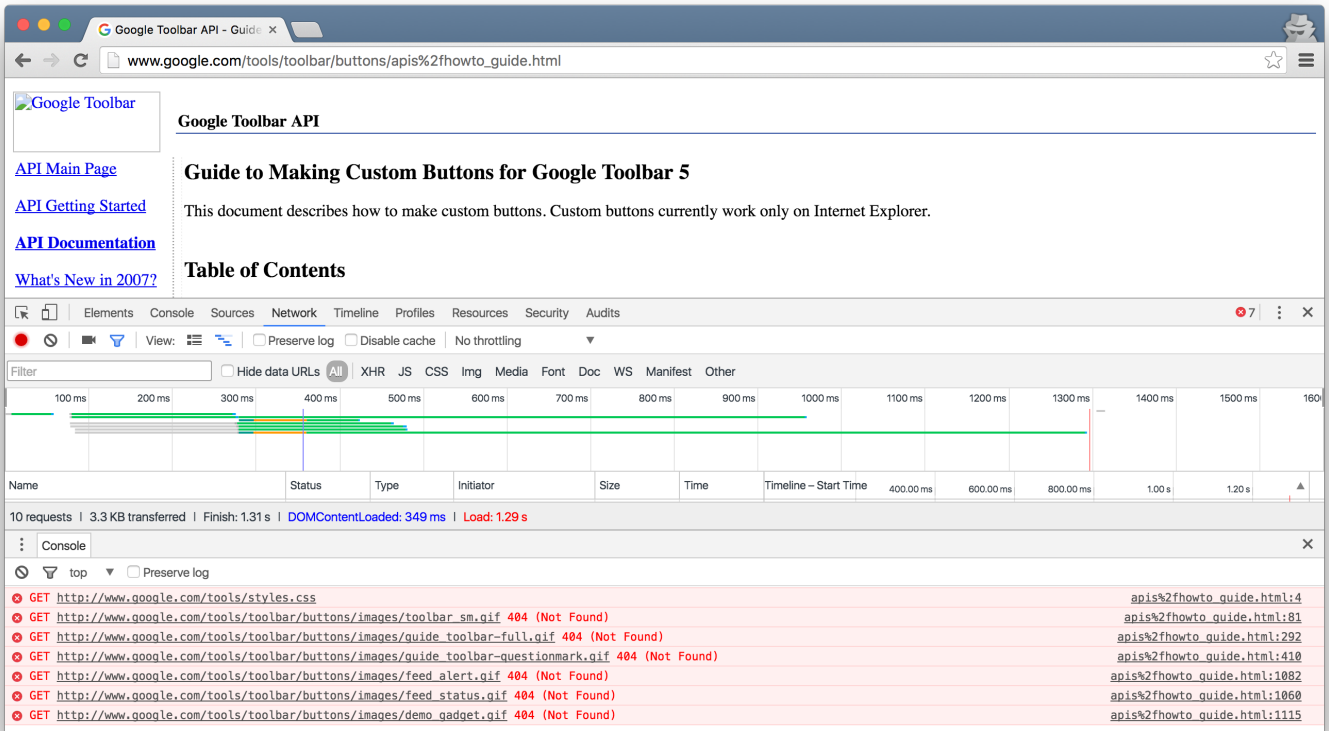 Google Toolbar API - Guide
www.google.com/tools/toolbar/buttons/apis%2fhowto_guide.html
Google Toolbar
Google Toolbar API
API Main Page
API Getting Started
API Documentation
What's New in 2007?
Guide to Making Custom Buttons for Google Toolbar 5
This document describes how to make custom buttons. Custom buttons currently work only on Internet Explorer.
Table of Contents
Elements Console Sources Network Timeline Profiles Resources Security Audits 7
View: Preserve log Disable cache No throttling
Filter Hide data URLs All XHR JS CSS Img Media Font Doc WS Manifest Other
100 ms 200 ms 300 ms 400 ms 500 ms 600 ms 700 ms 800 ms 900 ms 1000 ms 1100 ms 1200 ms 1300 ms 1400 ms 1500 ms 1600
Name Status Type Initiator Size Time Timeline – Start Time 400.00 ms 600.00 ms 800.00 ms 1.00 s 1.20 s
10 requests | 3.3 KB transferred | Finish: 1.31 s | DOMContentLoaded: 349 ms | Load: 1.29 s
Console
top Preserve log
GET http://www.google.com/tools/styles.css apis%2fhowto_guide.html:4
GET http://www.google.com/tools/toolbar/buttons/images/toolbar_sm.gif 404 (Not Found) apis%2fhowto_guide.html:81
GET http://www.google.com/tools/toolbar/buttons/images/guide_toolbar-full.gif 404 (Not Found) apis%2fhowto_guide.html:292
GET http://www.google.com/tools/toolbar/buttons/images/guide_toolbar-questionmark.gif 404 (Not Found) apis%2fhowto_guide.html:410
GET http://www.google.com/tools/toolbar/buttons/images/feed_alert.gif 404 (Not Found) apis%2fhowto_guide.html:1082
GET http://www.google.com/tools/toolbar/buttons/images/feed_status.gif 404 (Not Found) apis%2fhowto_guide.html:1060
GET http://www.google.com/tools/toolbar/buttons/images/demo_gadget.gif 404 (Not Found) apis%2fhowto_guide.html:1115